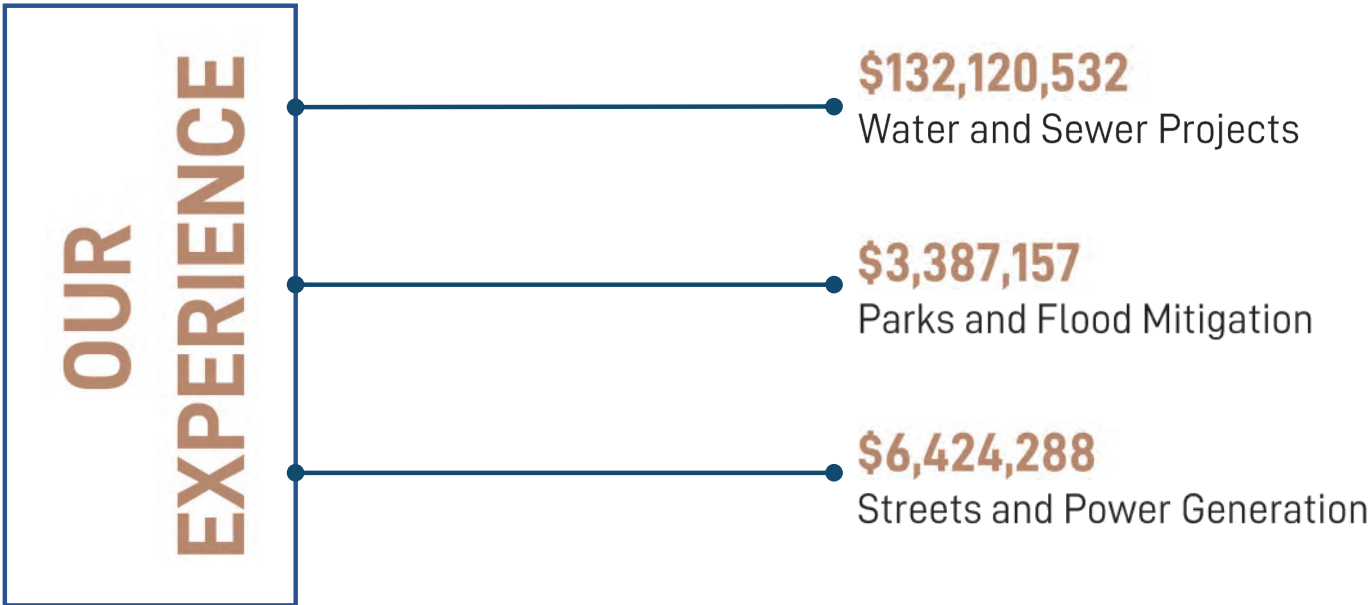 OUR
EXPERIENCE
$132,120,532
Water and Sewer Projects
$3,387,157
Parks and Flood Mitigation
$6,424,288
Streets and Power Generation